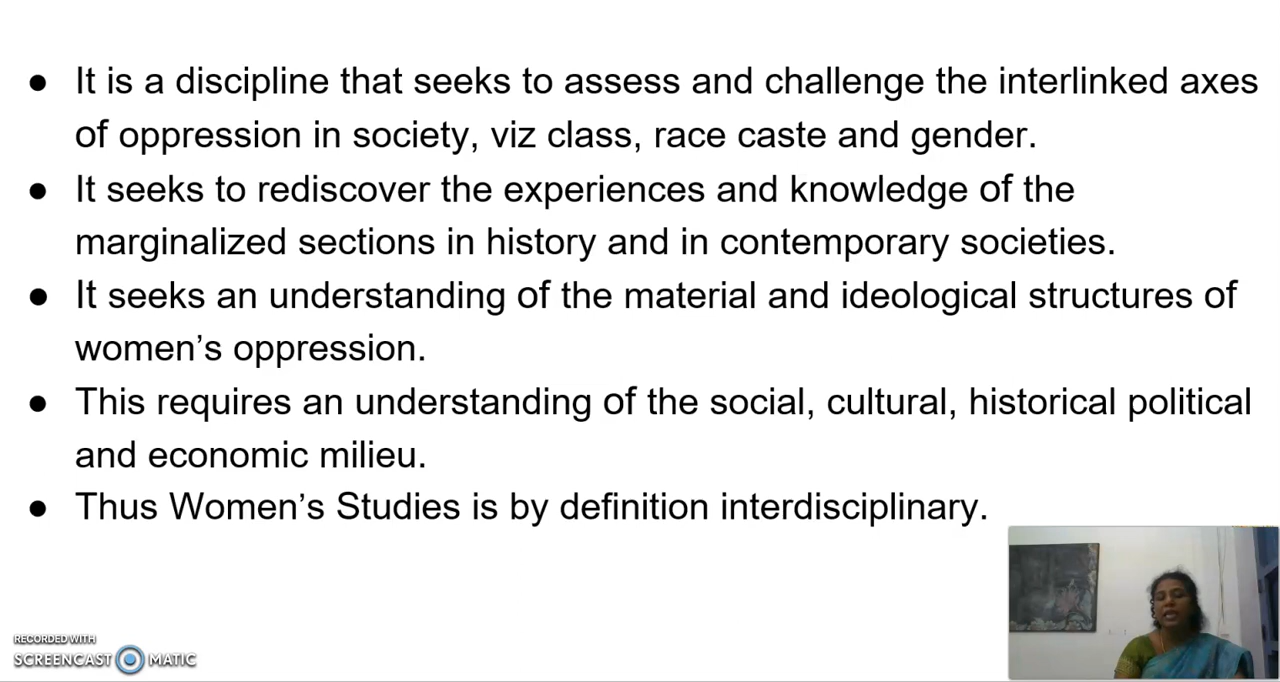 ● It is a discipline that seeks to assess and challenge the interlinked axes
of oppression in society, viz class, race caste and gender.
● It seeks to rediscover the experiences and knowledge of the
marginalized sections in history and in contemporary societies.
● It seeks an understanding of the material and ideological structures of
women’s oppression.
● This requires an understanding of the social, cultural, historical political
and economic milieu.
● Thus Women’s Studies is by definition interdisciplinary.
RECORDED WITH
SCREENCAST MATIC